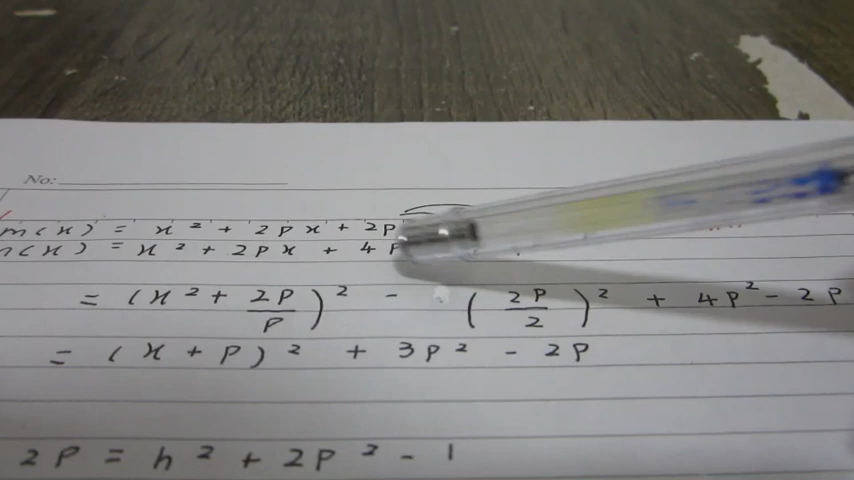 No:
m(x) = x² + 2px + 2p
n(x) = x² + 2px + 4p
= (x² + 2p/p)² - (2p/2)² + 4p² - 2p
= (x + p)² + 3p² - 2p
2p = h² + 2p² - 1